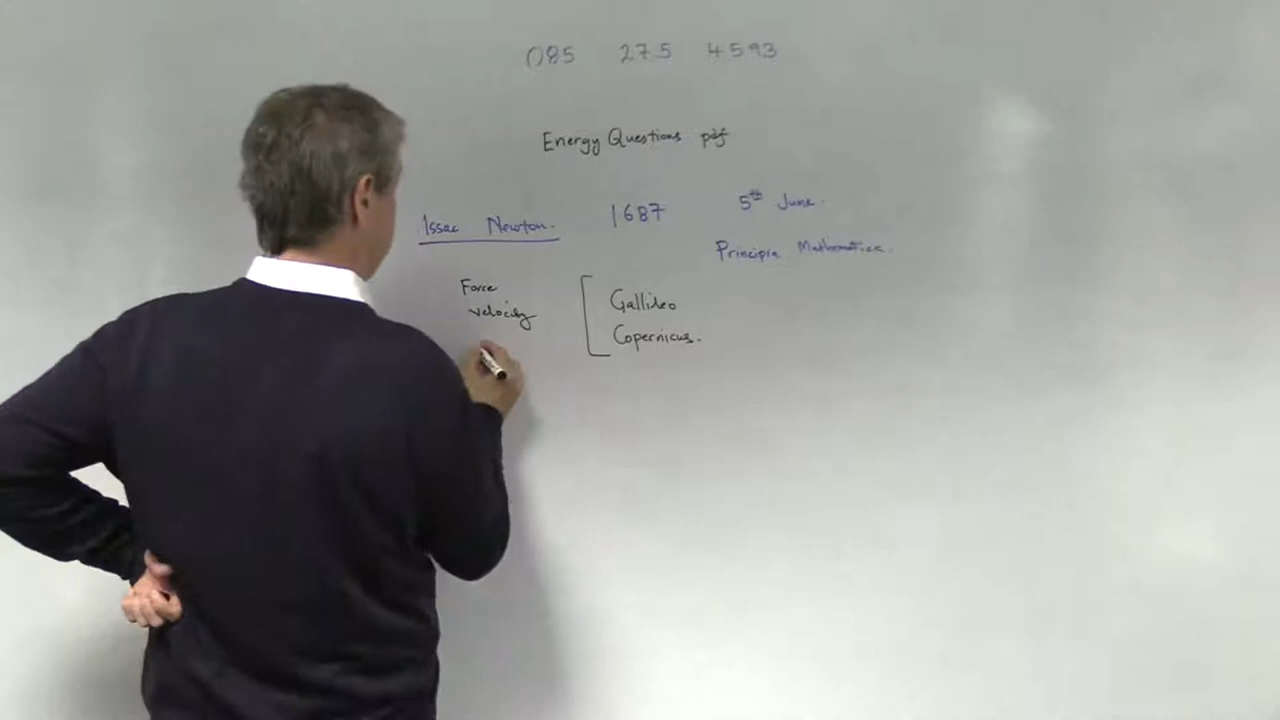 085 275 4593
Energy Questions pdf
Issac Newton. 1687 5th June.
Principia Mathematica.
Force
velocity
Gallileo
Copernicus.